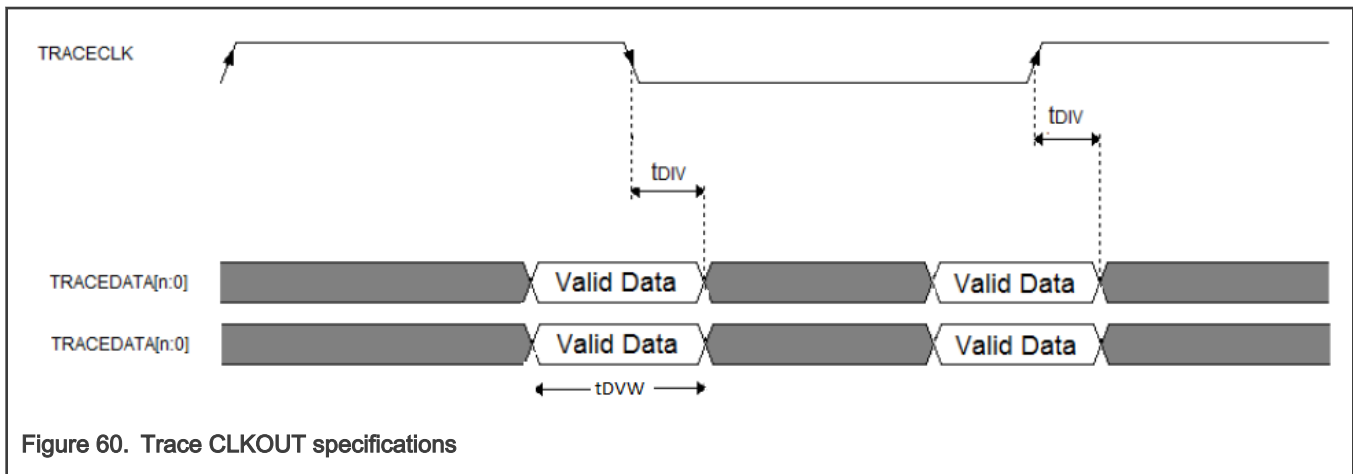 TRACECLK
tDIV
tDIV
TRACEDATA[n:0] Valid Data Valid Data
TRACEDATA[n:0] Valid Data Valid Data
tDVW
Figure 60. Trace CLKOUT specifications